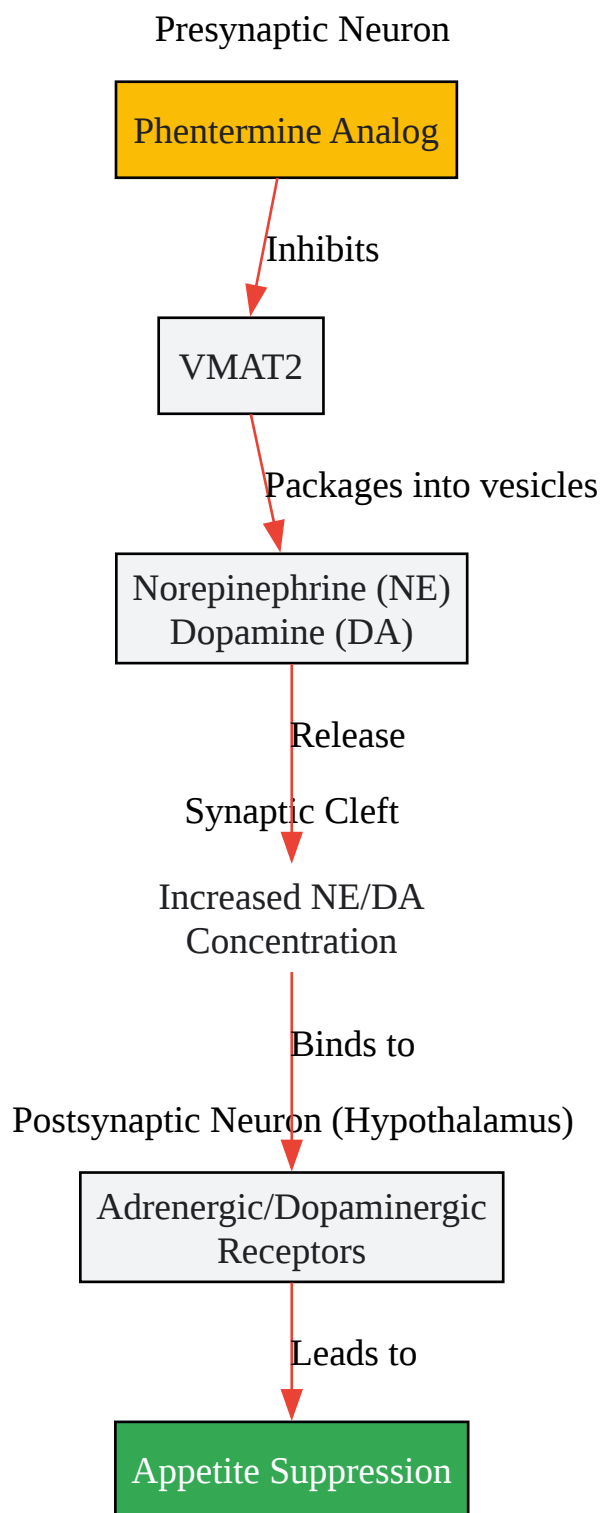 Presynaptic Neuron
Phentermine Analog
Inhibits
VMAT2
Packages into vesicles
Norepinephrine (NE)
Dopamine (DA)
Release
Synaptic Cleft
Increased NE/DA
Concentration
Binds to
Postsynaptic Neuron (Hypothalamus)
Adrenergic/Dopaminergic
Receptors
Leads to
Appetite Suppression